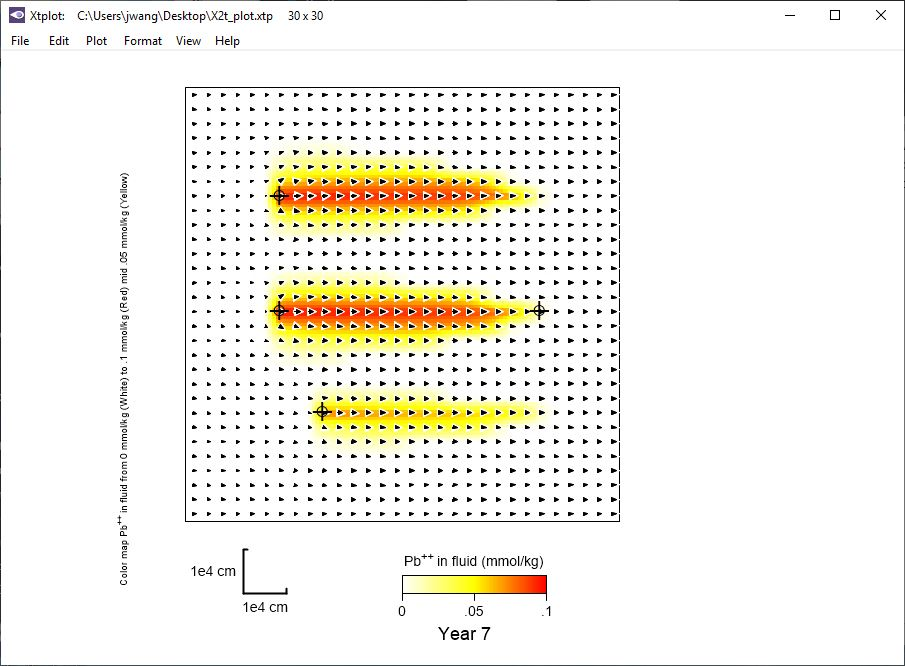 Xtplot: C:\Users\jwang\Desktop\X2t_plot.xtp 30 x 30
File Edit Plot Format View Help
Color map Pb++ in fluid from 0 mmol/kg (White) to .1 mmol/kg (Red) mid .05 mmol/kg (Yellow)
1e4 cm
1e4 cm
Pb++ in fluid (mmol/kg)
0 .05 .1
Year 7